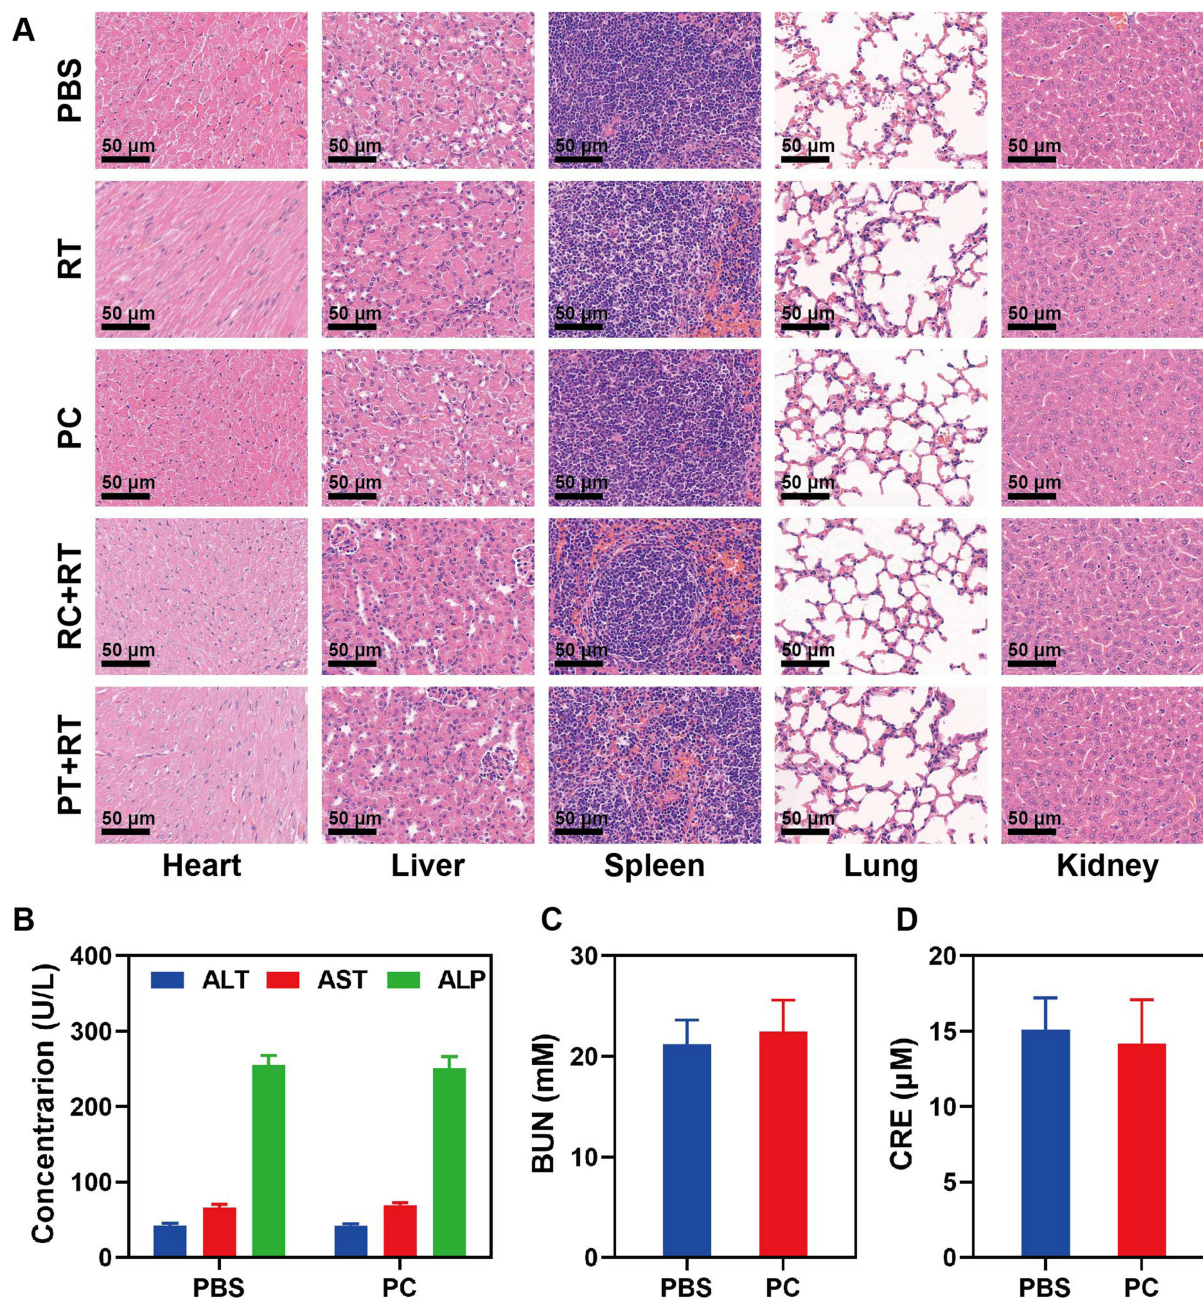 A
PBS
50 µm 50 µm 50 µm 50 µm 50 µm
RT
50 µm 50 µm 50 µm 50 µm 50 µm
PC
50 µm 50 µm 50 µm 50 µm 50 µm
RC+RT
50 µm 50 µm 50 µm 50 µm 50 µm
PT+RT
50 µm 50 µm 50 µm 50 µm 50 µm
Heart Liver Spleen Lung Kidney
B
Concentrarion (U/L)
400
300
200
100
0
ALT AST ALP
PBS PC
C
BUN (mM)
30
20
10
0
PBS PC
D
CRE (µM)
20
15
10
5
0
PBS PC